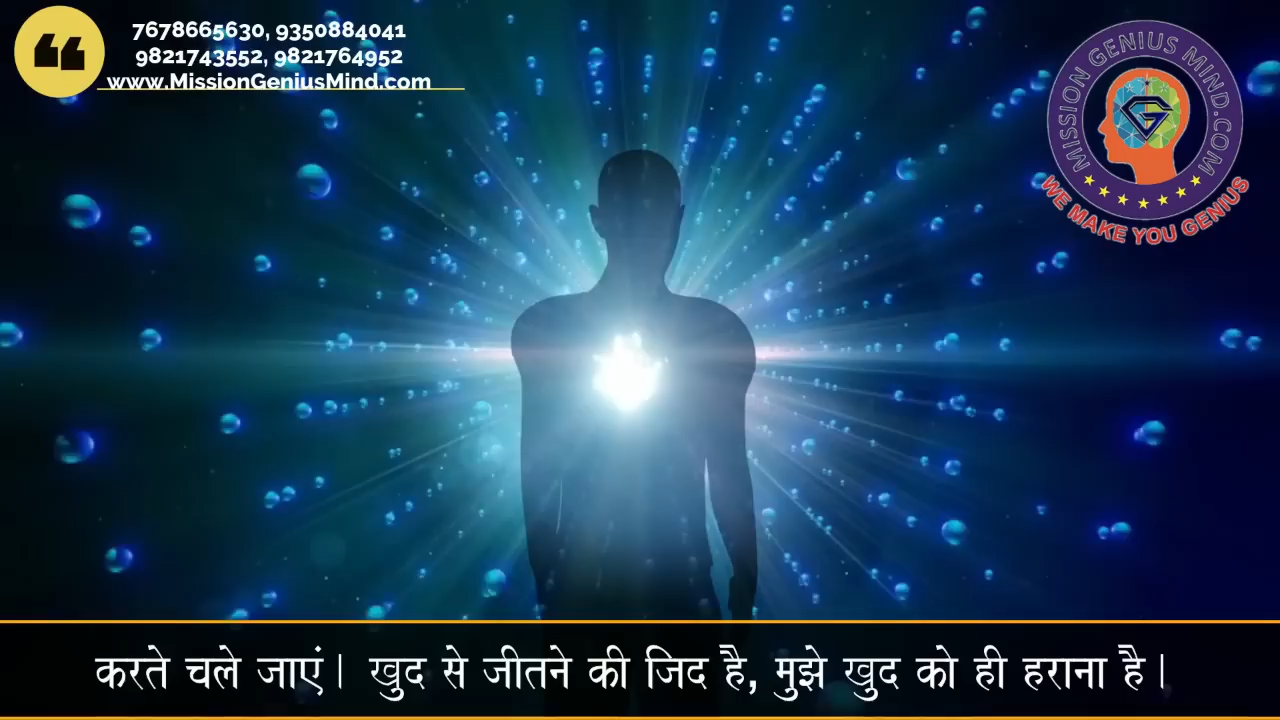 7678665630, 9350884041
9821743552, 9821764952
www.MissionGeniusMind.com
MISSION GENIUS MIND.COM
WE MAKE YOU GENIUS
करते चले जाएं। खुद से जीतने की जिद है, मुझे खुद को ही हराना है।